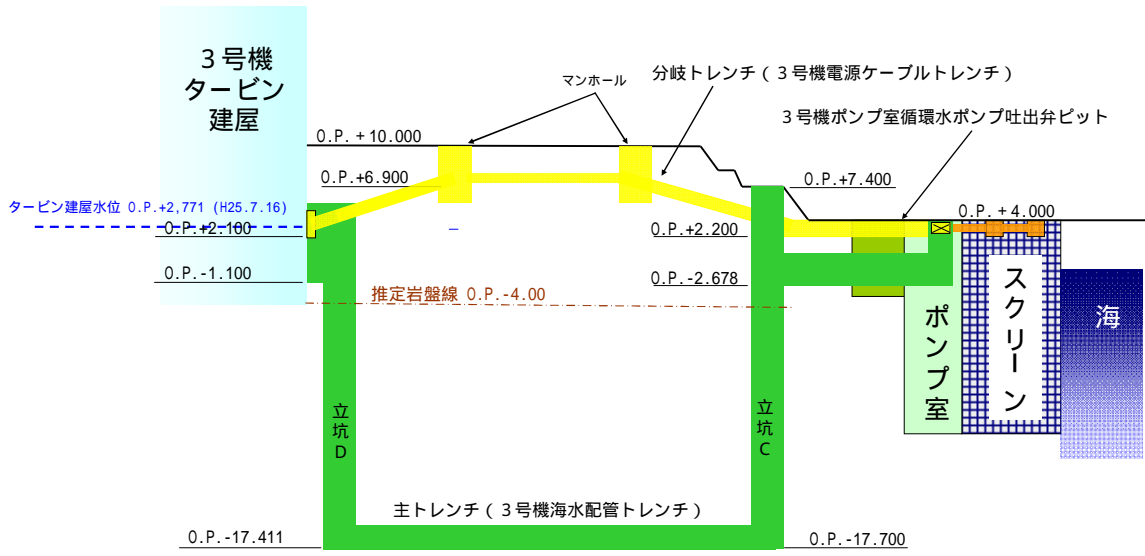 ３号機
タービン
建屋
マンホール
分岐トレンチ（３号機電源ケーブルトレンチ）
３号機ポンプ室循環水ポンプ吐出弁ピット
O.P.＋10.000
O.P.+6.900
O.P.+7.400
タービン建屋水位 O.P.+2,771 (H25.7.16)
O.P.+2.100
O.P.+2.200
O.P.＋4.000
O.P.-1.100
O.P.-2.678
推定岩盤線 O.P.-4.00
スクリーン
海
ポンプ室
立坑D
立坑C
主トレンチ（３号機海水配管トレンチ）
O.P.-17.411
O.P.-17.700